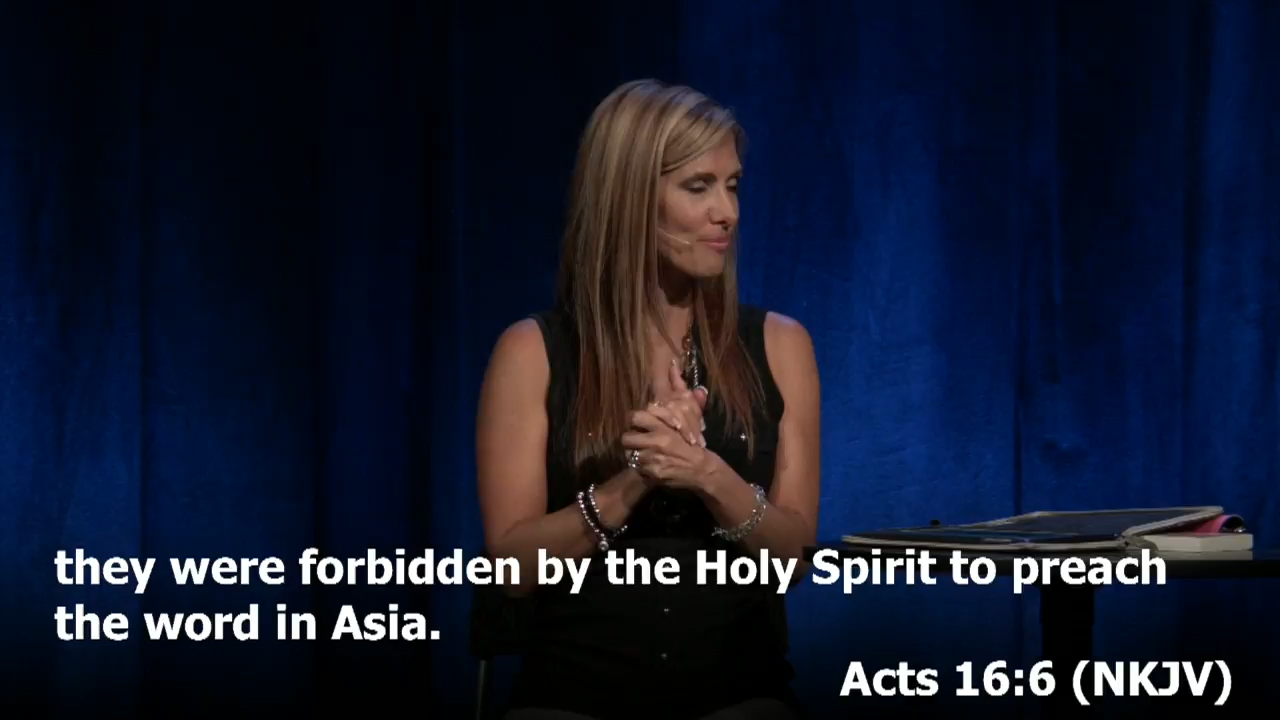 they were forbidden by the Holy Spirit to preach
the word in Asia.
Acts 16:6 (NKJV)